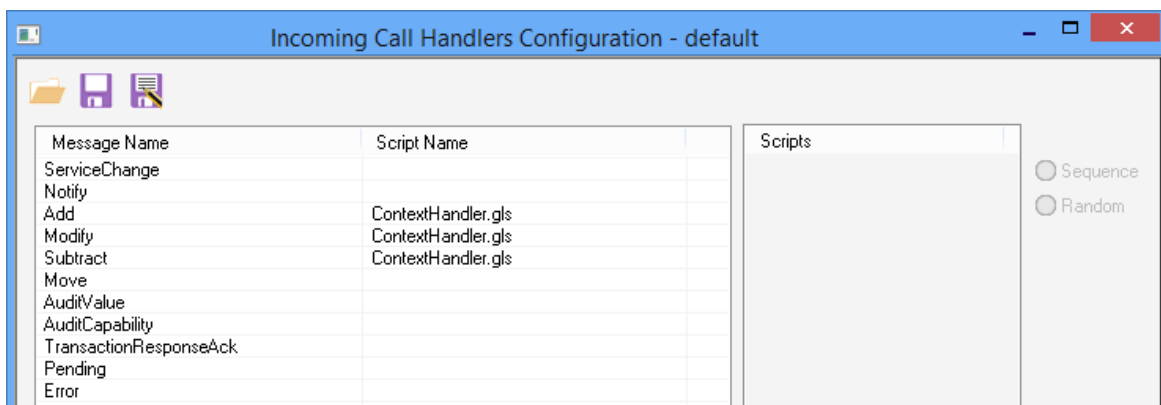 Incoming Call Handlers Configuration - default
Message Name Script Name Scripts
ServiceChange Sequence
Notify
Add ContextHandler.gls Random
Modify ContextHandler.gls
Subtract ContextHandler.gls
Move
AuditValue
AuditCapability
TransactionResponseAck
Pending
Error